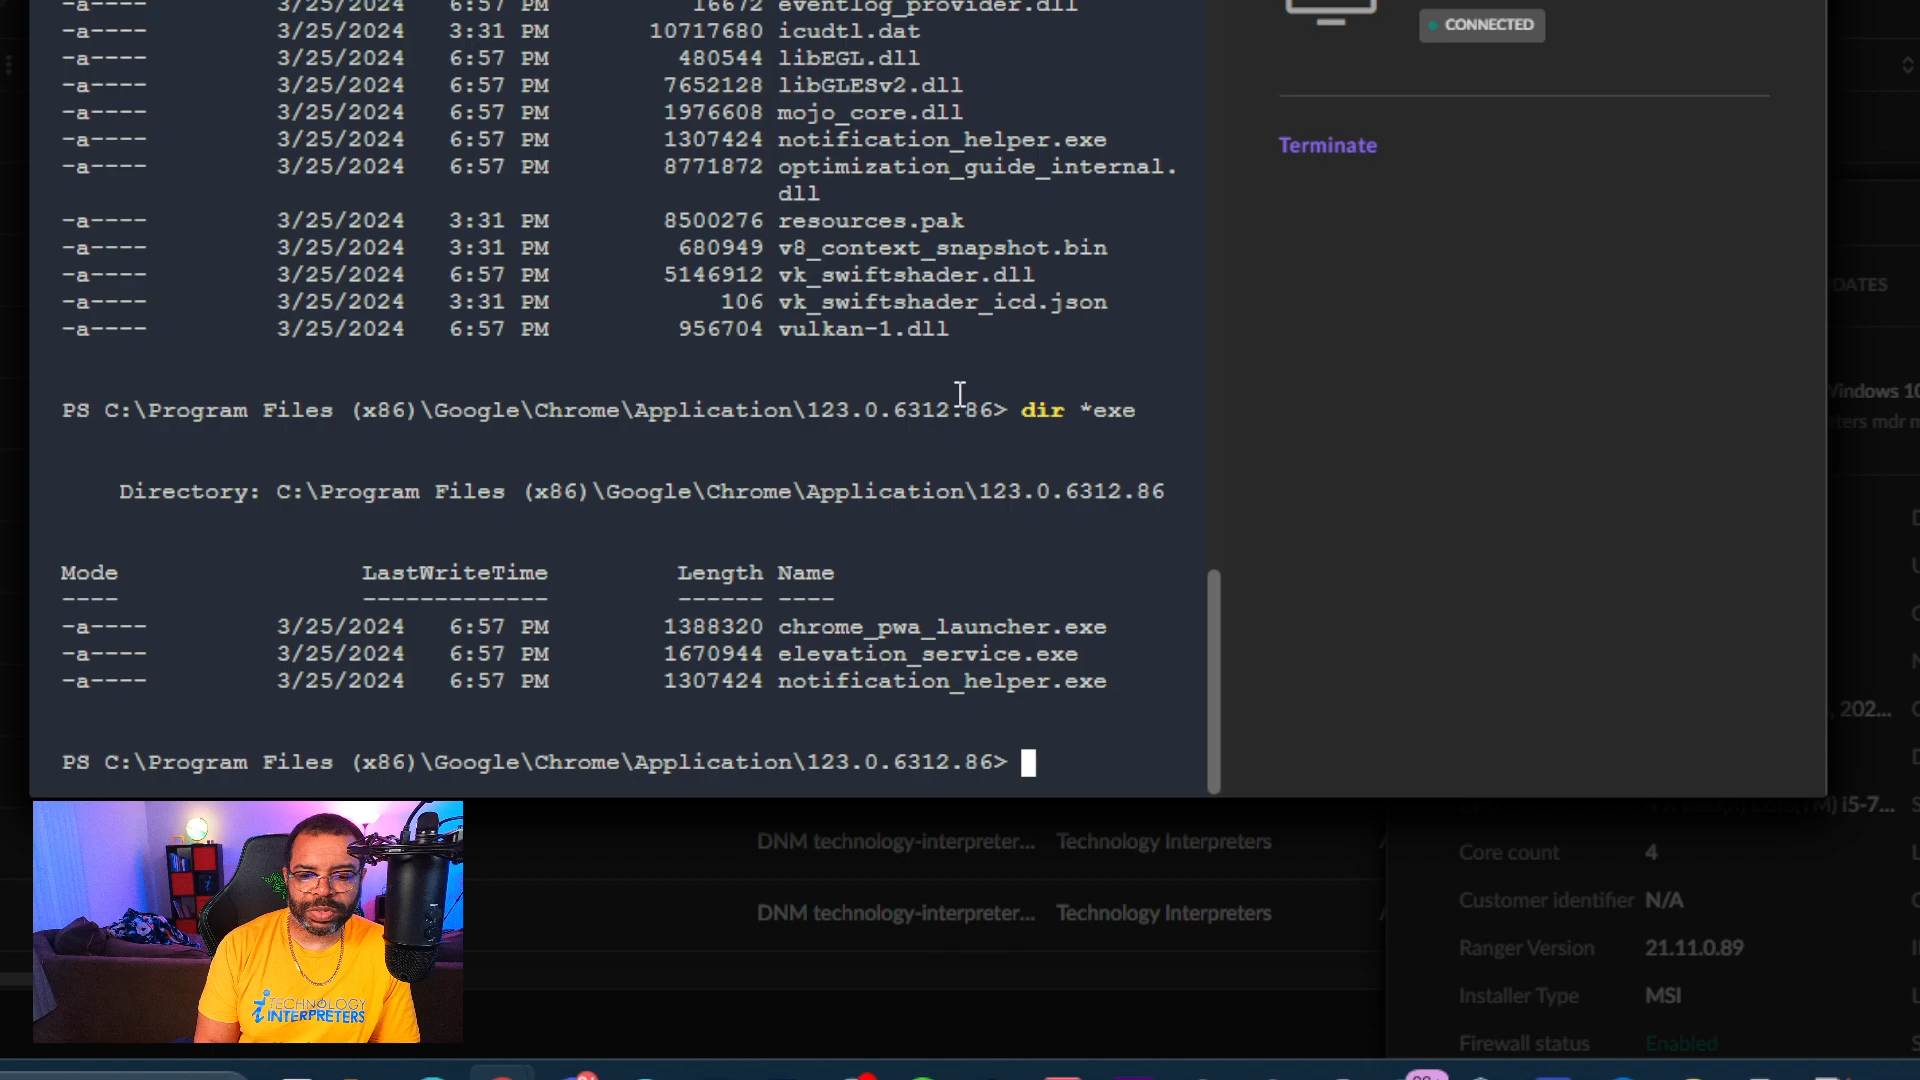 -a---- 3/25/2024 6:57 PM 16672 eventlog_provider.dll
-a---- 3/25/2024 3:31 PM 10717680 icudtl.dat
-a---- 3/25/2024 6:57 PM 480544 libEGL.dll
-a---- 3/25/2024 6:57 PM 7652128 libGLESv2.dll
-a---- 3/25/2024 6:57 PM 1976608 mojo_core.dll
-a---- 3/25/2024 6:57 PM 1307424 notification_helper.exe
-a---- 3/25/2024 6:57 PM 8771872 optimization_guide_internal.
dll
-a---- 3/25/2024 3:31 PM 8500276 resources.pak
-a---- 3/25/2024 3:31 PM 680949 v8_context_snapshot.bin
-a---- 3/25/2024 6:57 PM 5146912 vk_swiftshader.dll
-a---- 3/25/2024 3:31 PM 106 vk_swiftshader_icd.json
-a---- 3/25/2024 6:57 PM 956704 vulkan-1.dll
PS C:\Program Files (x86)\Google\Chrome\Application\123.0.6312.86> dir *exe
Directory: C:\Program Files (x86)\Google\Chrome\Application\123.0.6312.86
Mode LastWriteTime Length Name
---- ------------- ------ ----
-a---- 3/25/2024 6:57 PM 1388320 chrome_pwa_launcher.exe
-a---- 3/25/2024 6:57 PM 1670944 elevation_service.exe
-a---- 3/25/2024 6:57 PM 1307424 notification_helper.exe
PS C:\Program Files (x86)\Google\Chrome\Application\123.0.6312.86>
CONNECTED
Terminate
DATES
Windows 10
mdr
, 202...
i5-7...
DNM technology-interpreter... Technology Interpreters
DNM technology-interpreter... Technology Interpreters
Core count 4
Customer identifier N/A
Ranger Version 21.11.0.89
Installer Type MSI
Firewall status Enabled
TECHNOLOGY
INTERPRETERS